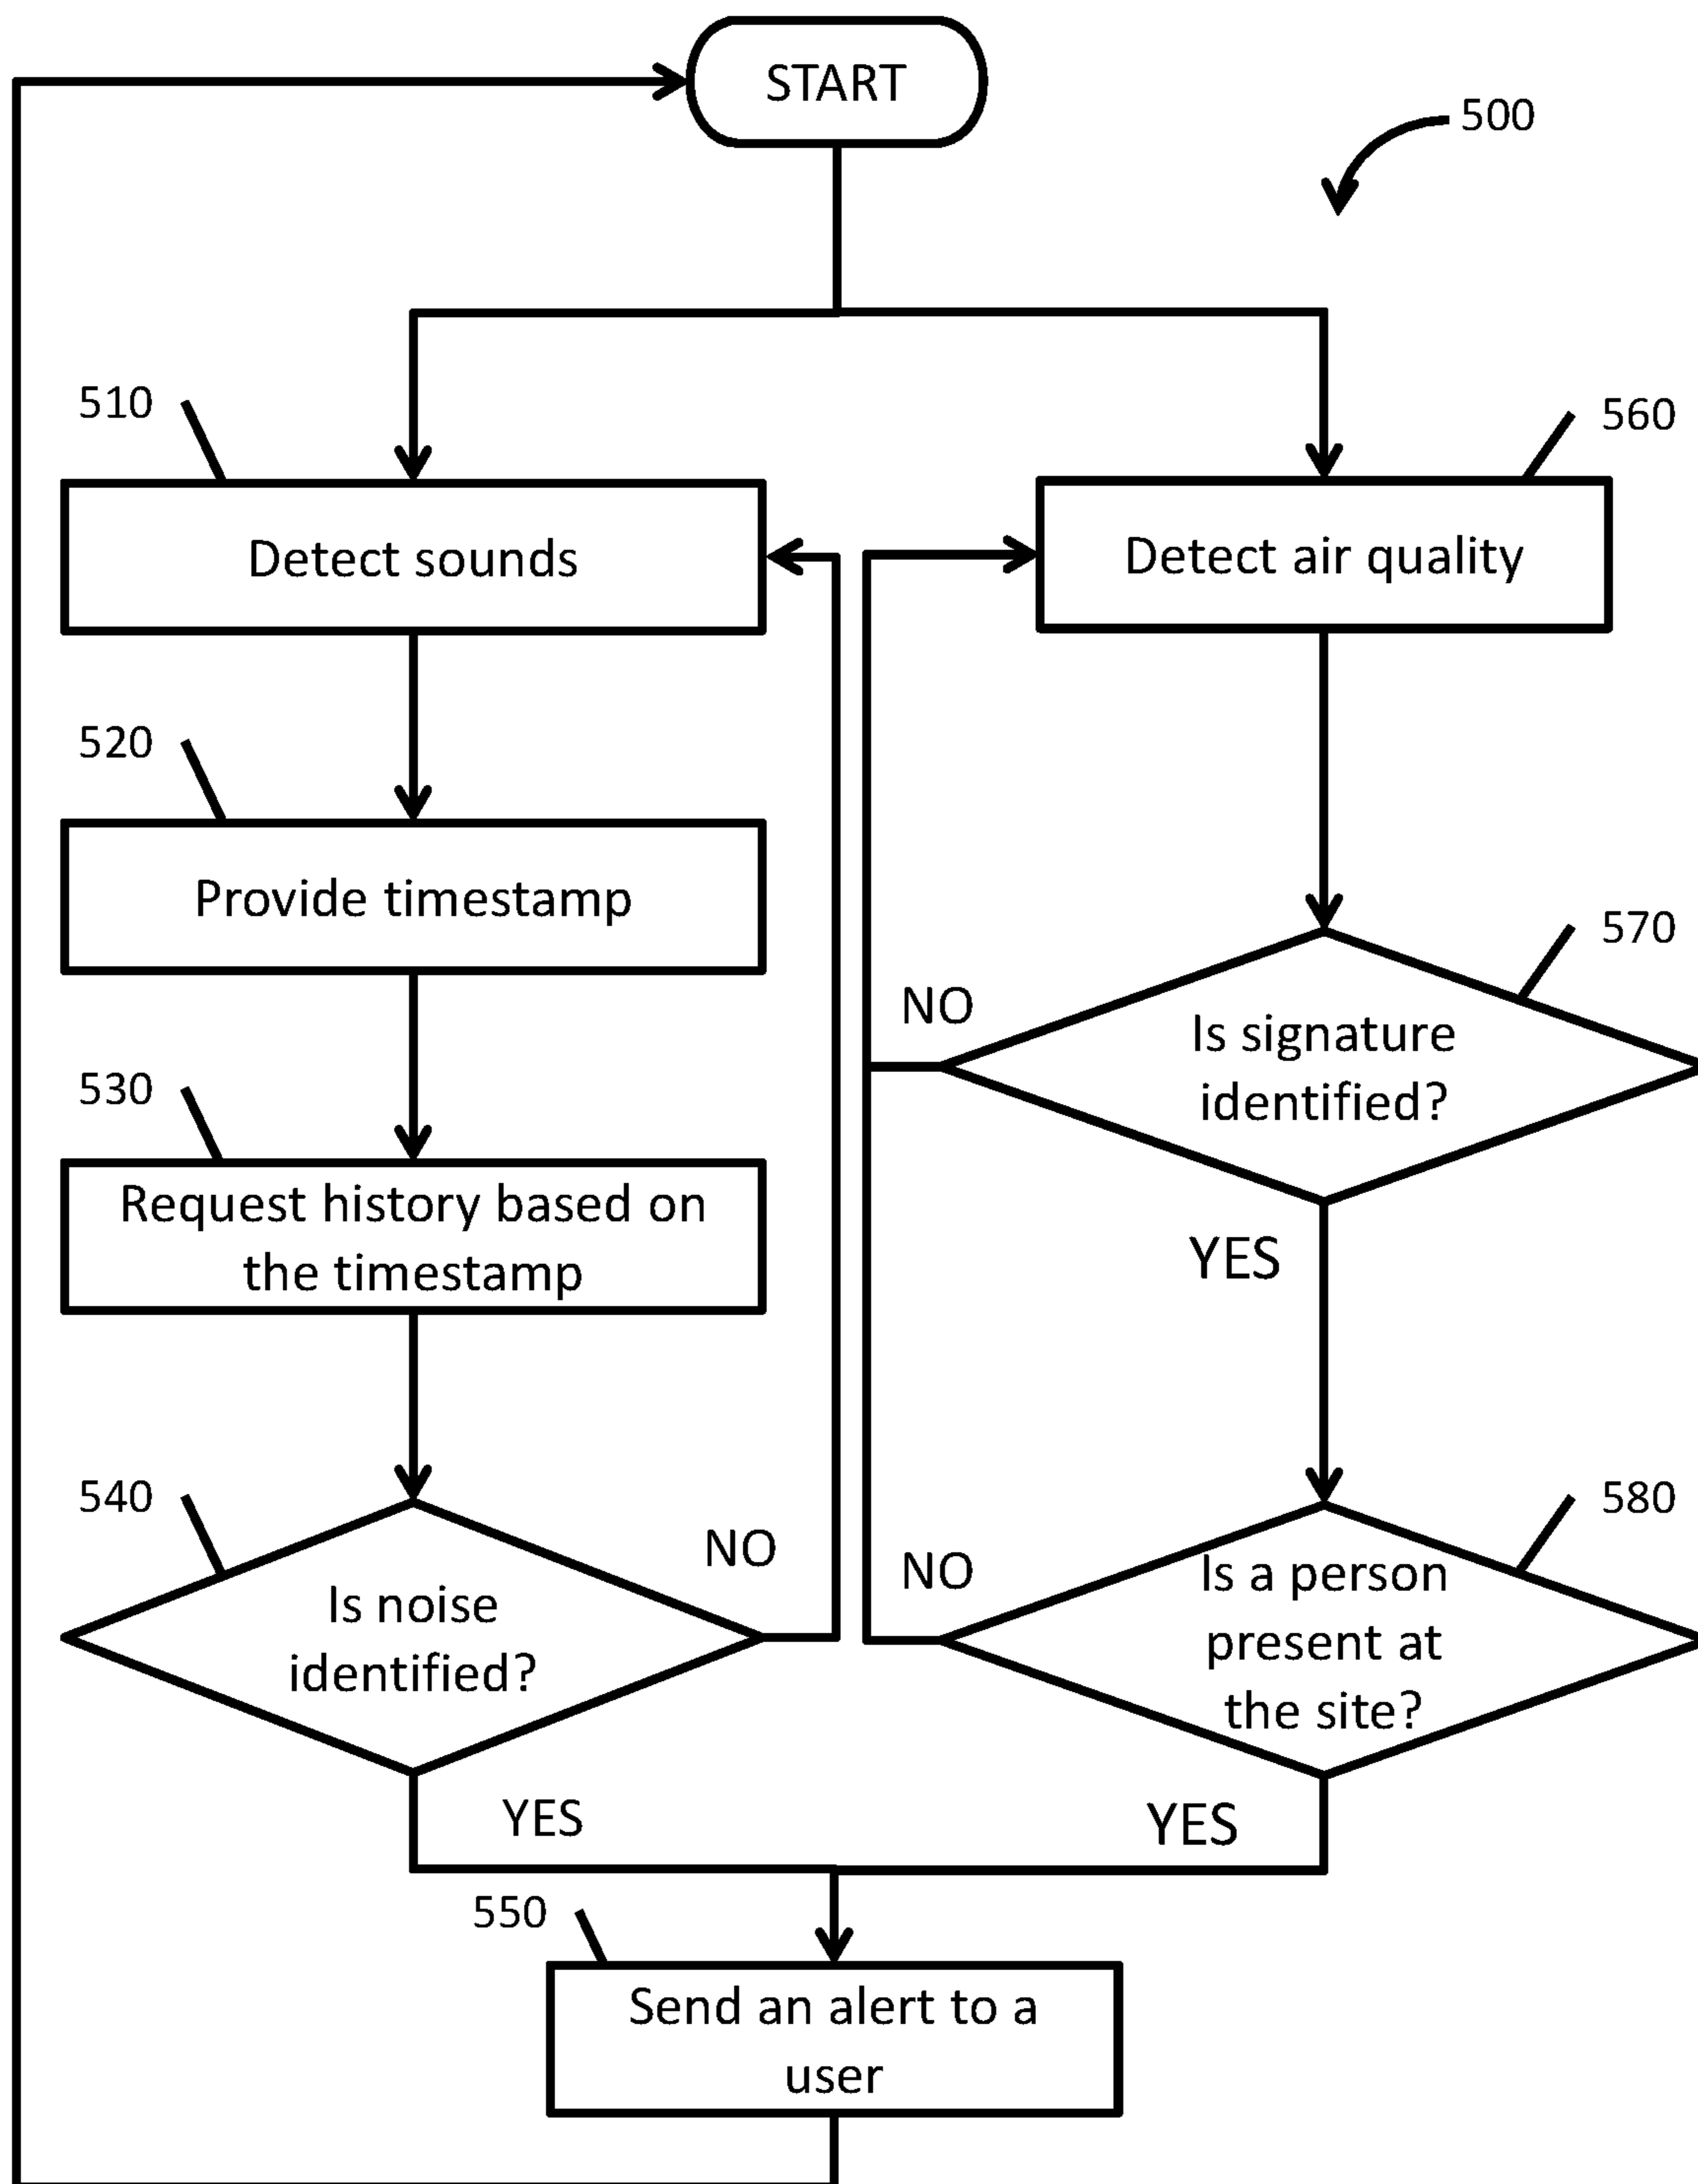 START
500
510
Detect sounds
560
Detect air quality
520
Provide timestamp
570
Is signature
identified?
NO
YES
530
Request history based on
the timestamp
540
Is noise
identified?
NO
YES
580
Is a person
present at
the site?
NO
YES
550
Send an alert to a
user